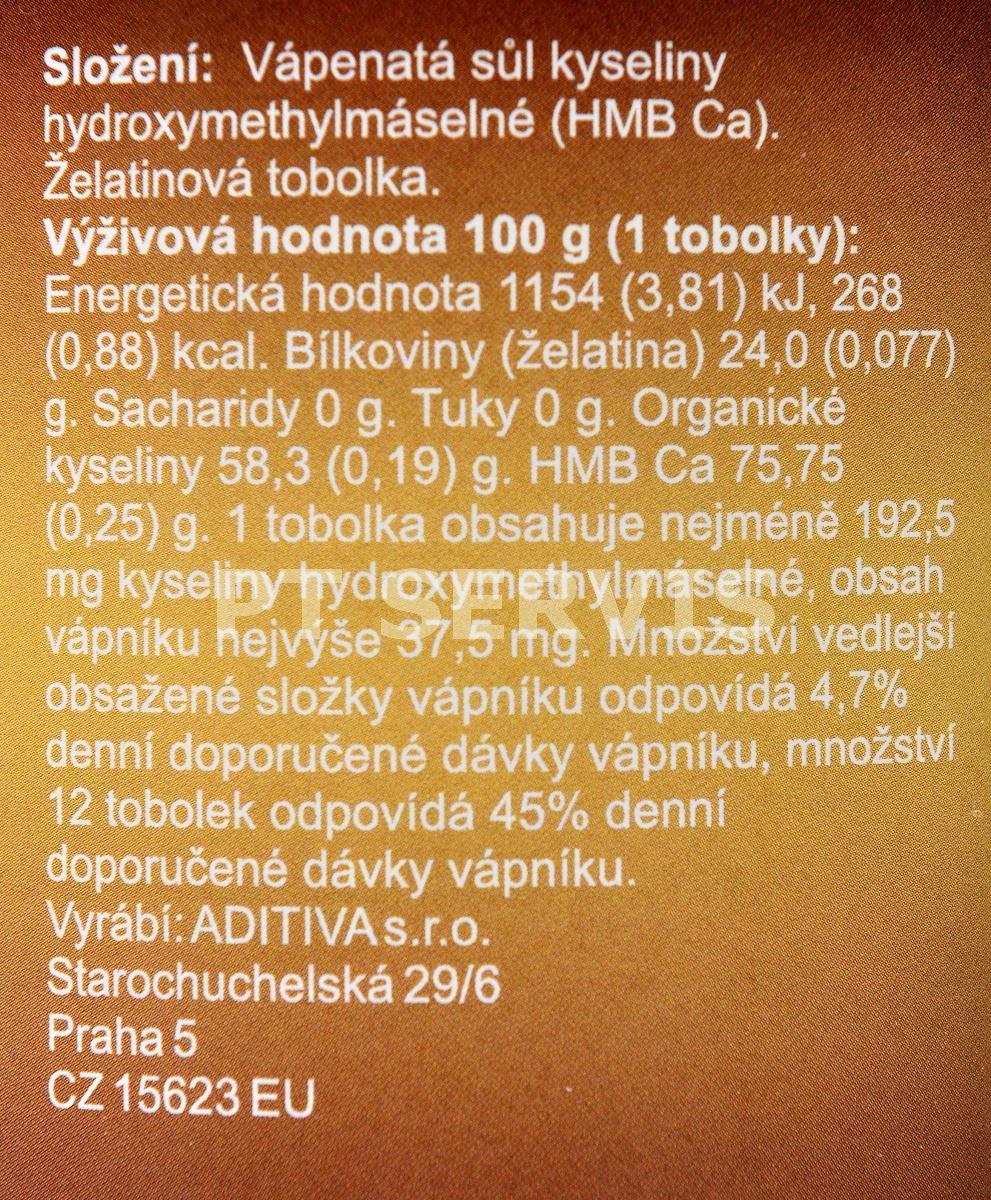 Složení: Vápenatá sůl kyseliny
hydroxymethylmáselné (HMB Ca).
Želatinová tobolka.
Výživová hodnota 100 g (1 tobolky):
Energetická hodnota 1154 (3,81) kJ, 268
(0,88) kcal. Bílkoviny (želatina) 24,0 (0,077)
g. Sacharidy 0 g. Tuky 0 g. Organické
kyseliny 58,3 (0,19) g. HMB Ca 75,75
(0,25) g. 1 tobolka obsahuje nejméně 192,5
mg kyseliny hydroxymethylmáselné, obsah
PT SERVIS
vápníku nejvýše 37,5 mg. Množství vedlejší
obsažené složky vápníku odpovídá 4,7%
denní doporučené dávky vápníku, množství
12 tobolek odpovídá 45% denní
doporučené dávky vápníku.
Vyrábí: ADITIVA s.r.o.
Starochuchelská 29/6
Praha 5
CZ 15623 EU